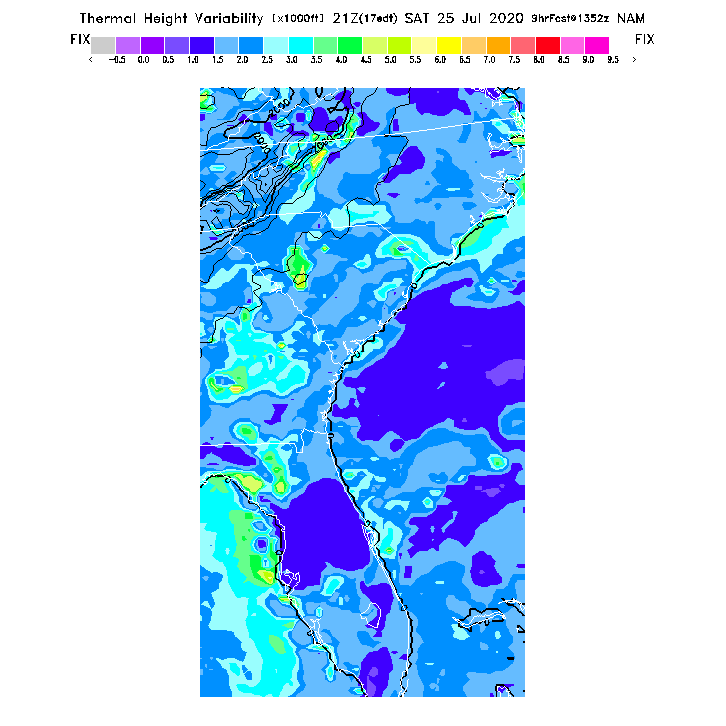 Thermal Height Variability [x1000ft] 21Z(17edt) SAT 25 Jul 2020 9hrFcst@1352z NAM
FIX FIX
< -0.5 0.0 0.5 1.0 1.5 2.0 2.5 3.0 3.5 4.0 4.5 5.0 5.5 6.0 6.5 7.0 7.5 8.0 8.5 9.0 9.5 >